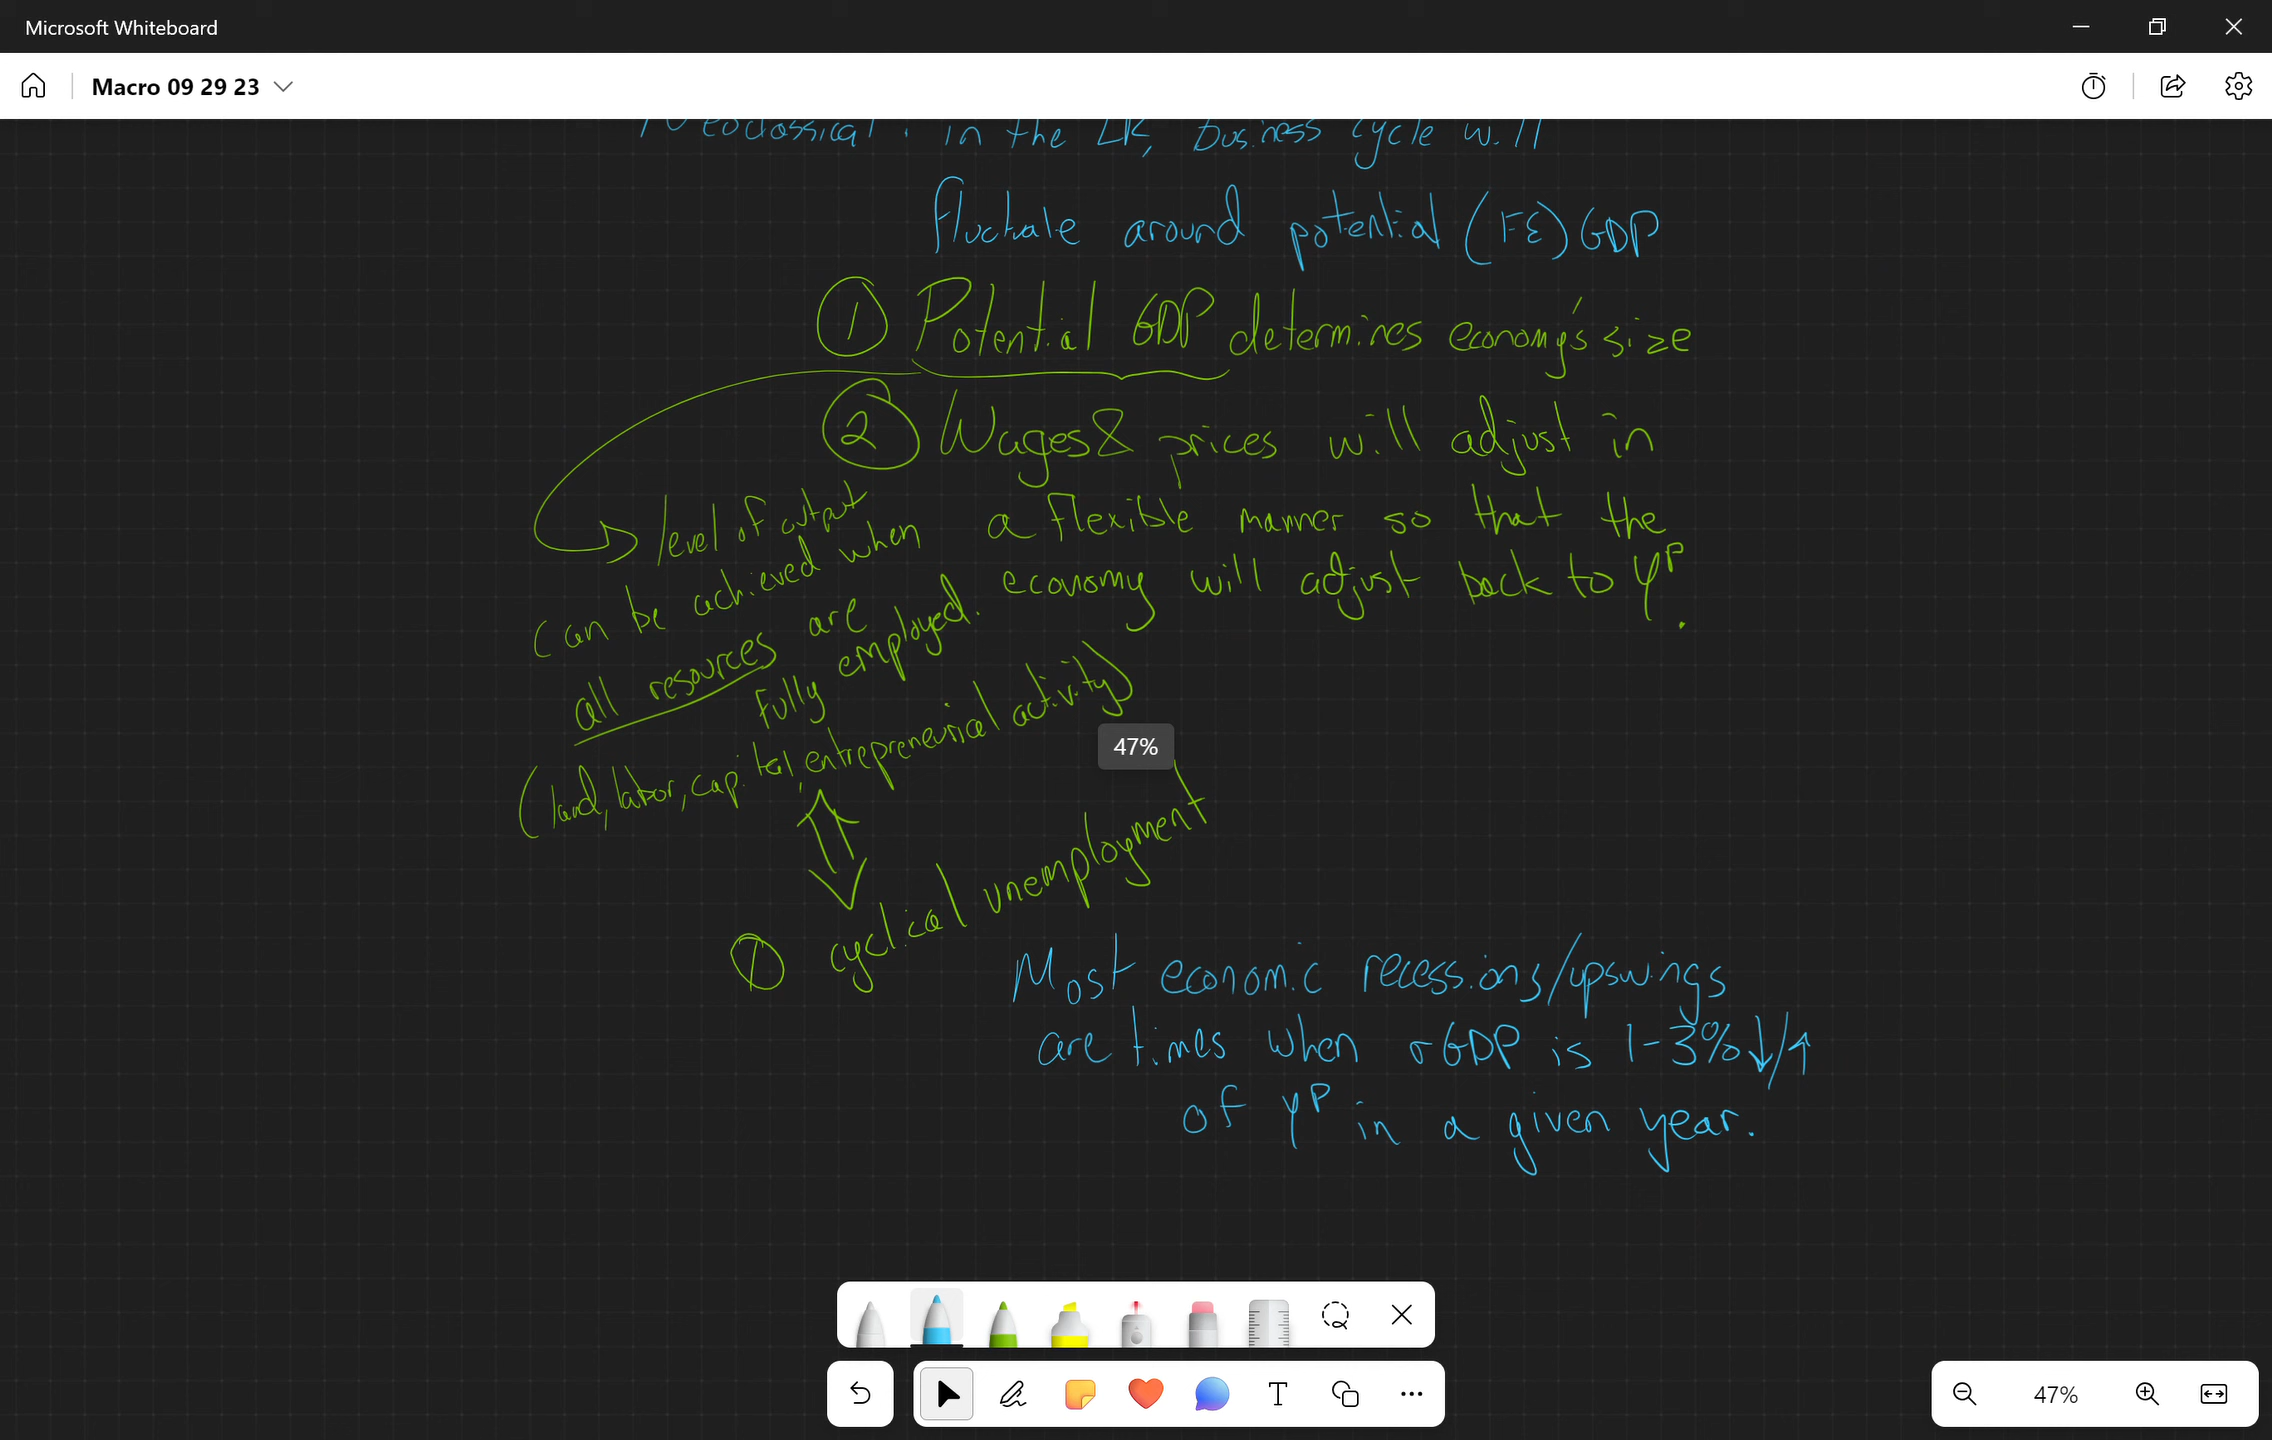 Microsoft Whiteboard
Macro 09 29 23
Neoclassical: in the LR, business cycle will
fluctuate around potential (FE) GDP
① Potential GDP determines economy's size
② Wages & prices will adjust in
a flexible manner so that the
economy will adjust back to Yᴾ.
level of output
can be achieved when
all resources are
fully employed.
(land, labor, capital, entrepreneurial activity)
47%
cyclical unemployment
Most economic recessions/upswings
are times when rGDP is 1-3% ↓/↑
of Yᴾ in a given year.
T
47%